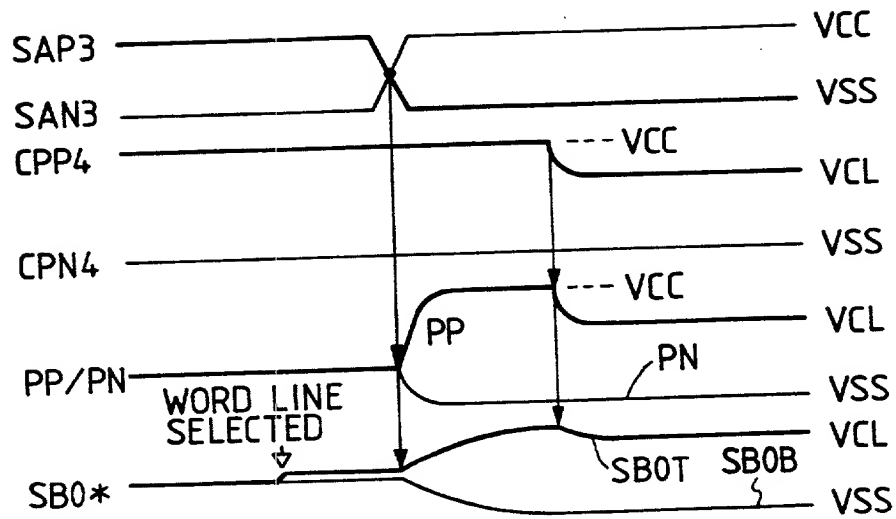 SAP3
VCC
SAN3
VSS
CPP4
--- VCC
VCL
CPN4
VSS
--- VCC
VCL
PP
PN
PP/PN
VSS
WORD LINE
SELECTED
VCL
SB0T
SB0B
SB0*
VSS